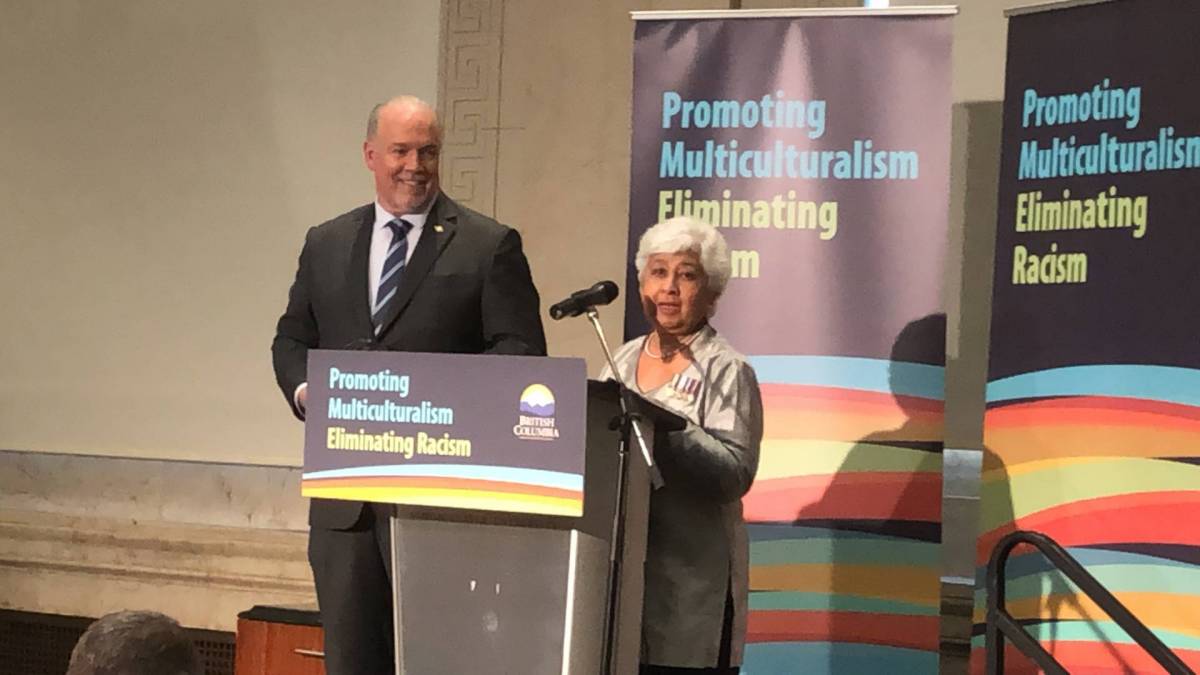 Promoting
Multiculturalism
Eliminating
m
Promoting
Multiculturalism
Eliminating
Racism
Promoting
Multiculturalism
Eliminating Racism
BRITISH
COLUMBIA